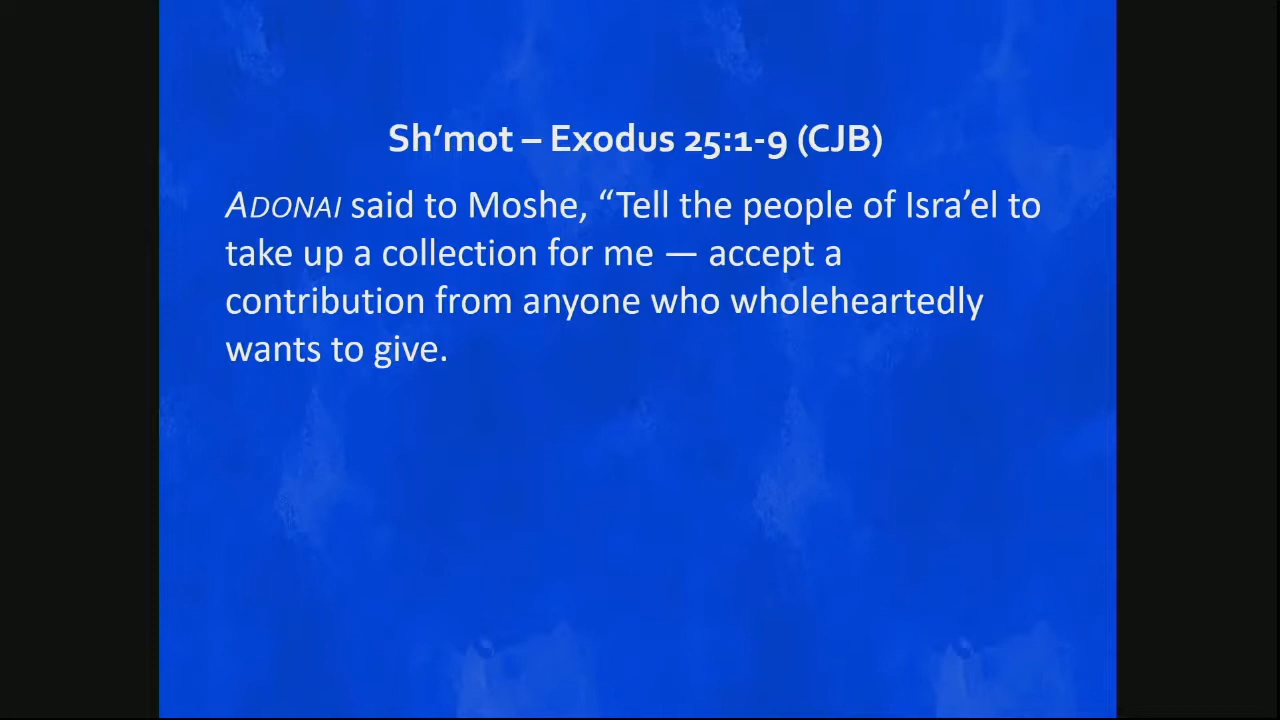 Sh’mot – Exodus 25:1-9 (CJB)
ADONAI said to Moshe, “Tell the people of Isra’el to
take up a collection for me — accept a
contribution from anyone who wholeheartedly
wants to give.